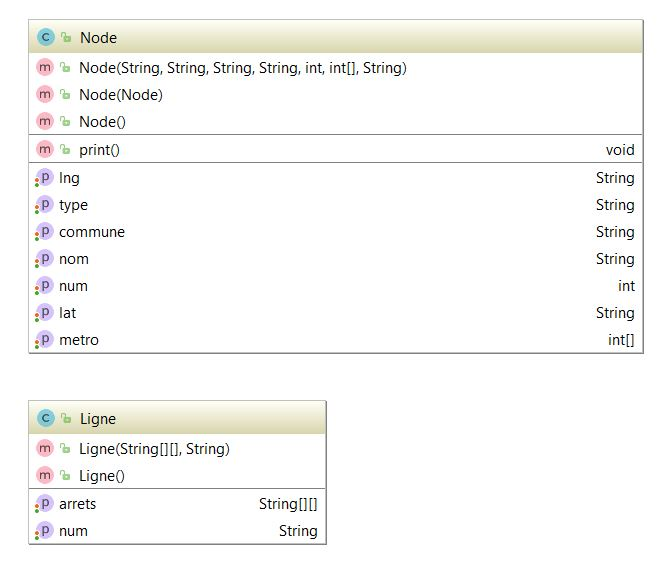 C Node
m Node(String, String, String, String, int, int[], String)
m Node(Node)
m Node()
m print() void
p lng String
p type String
p commune String
p nom String
p num int
p lat String
p metro int[]
C Ligne
m Ligne(String[][], String)
m Ligne()
p arrets String[][]
p num String